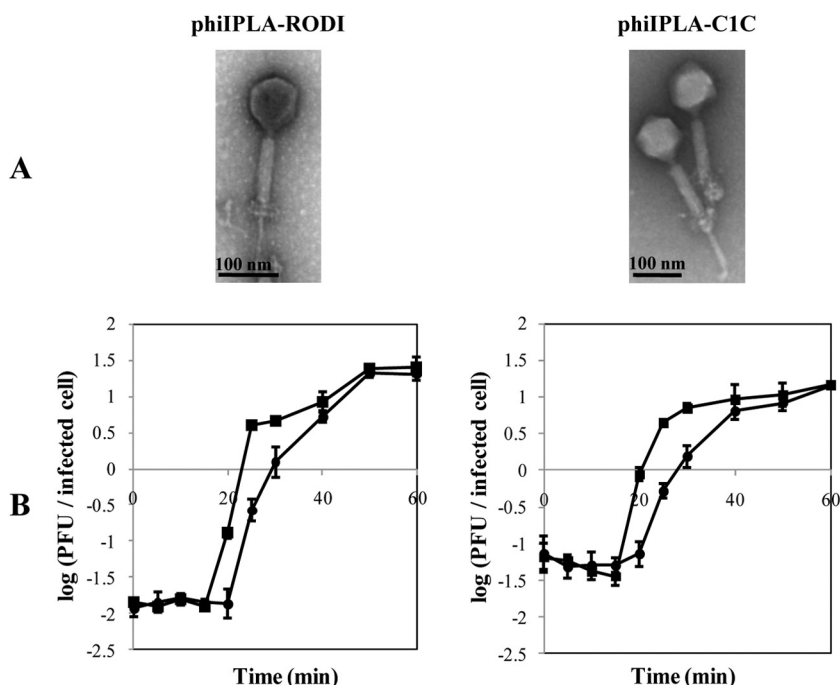 phiIPLA-RODI
phiIPLA-C1C
A
100 nm
100 nm
B
log (PFU / infected cell)
2
1.5
1
0.5
0
-0.5
-1
-1.5
-2
-2.5
0
20
40
60
Time (min)
log (PFU / infected cell)
2
1.5
1
0.5
0
-0.5
-1
-1.5
-2
-2.5
0
20
40
60
Time (min)